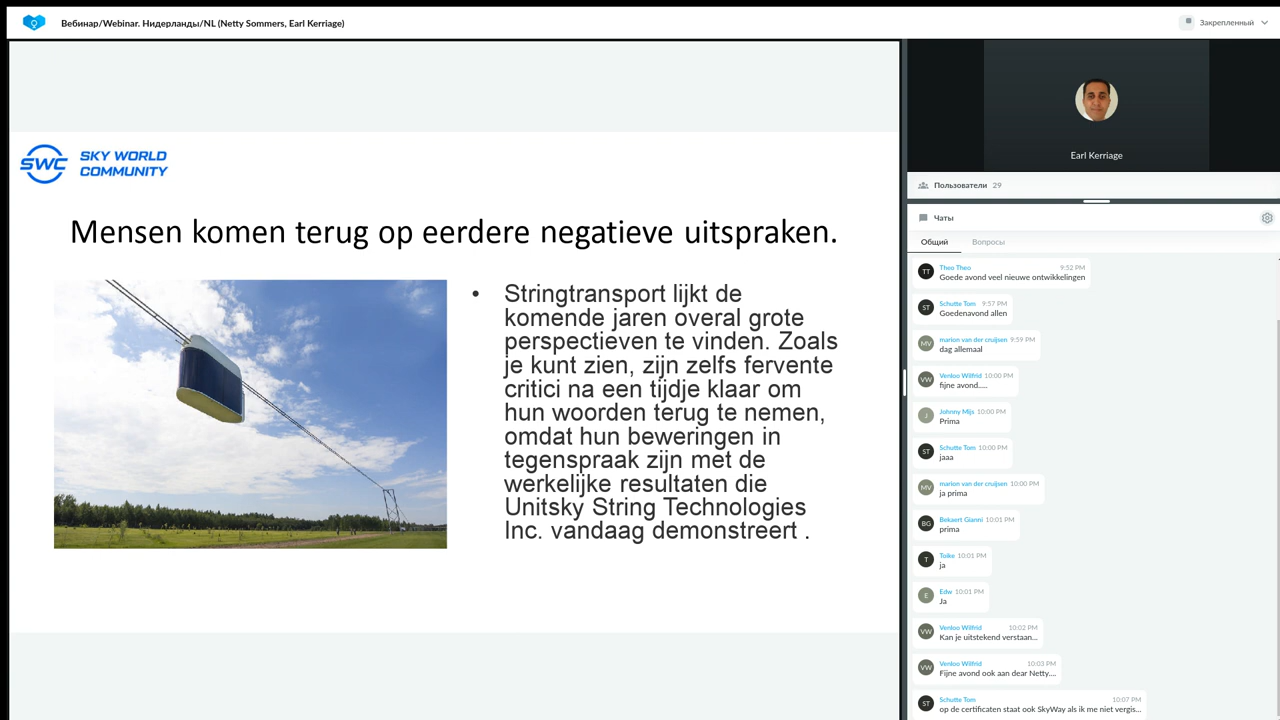 Вебинар/Webinar. Нидерланды/NL (Netty Sommers, Earl Kerriage)
Закрепленный
SWC SKY WORLD
COMMUNITY
Mensen komen terug op eerdere negatieve uitspraken.
• Stringtransport lijkt de
komende jaren overal grote
perspectieven te vinden. Zoals
je kunt zien, zijn zelfs fervente
critici na een tijdje klaar om
hun woorden terug te nemen,
omdat hun beweringen in
tegenspraak zijn met de
werkelijke resultaten die
Unitsky String Technologies
Inc. vandaag demonstreert .
Earl Kerriage
Пользователи 29
Чаты
Общий Вопросы
TT Theo Theo 9:52 PM
Goede avond veel nieuwe ontwikkelingen
ST Schutte Tom 9:57 PM
Goedenavond allen
MV marion van der cruijsen 9:59 PM
dag allemaal
VW Venloo Wilfrid 10:00 PM
fijne avond.....
J Johnny Mijs 10:00 PM
Prima
ST Schutte Tom 10:00 PM
jaaa
MV marion van der cruijsen 10:00 PM
ja prima
BG Bekaert Gianni 10:01 PM
prima
T Toike 10:01 PM
ja
E Edw 10:01 PM
Ja
VW Venloo Wilfrid 10:02 PM
Kan je uitstekend verstaan...
VW Venloo Wilfrid 10:03 PM
Fijne avond ook aan dear Netty....
ST Schutte Tom 10:07 PM
op de certificaten staat ook SkyWay als ik me niet vergis...